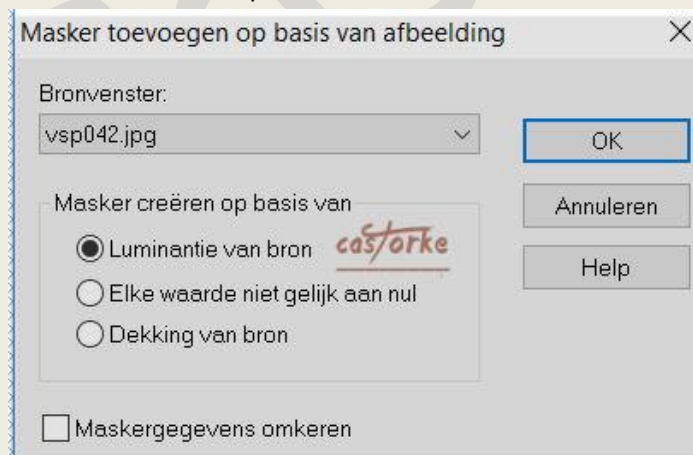 Masker toevoegen op basis van afbeelding
Bronvenster:
vsp042.jpg
OK
Masker creëren op basis van
Annuleren
Luminantie van bron
castorke
Help
Elke waarde niet gelijk aan nul
Dekking van bron
Maskergegevens omkeren